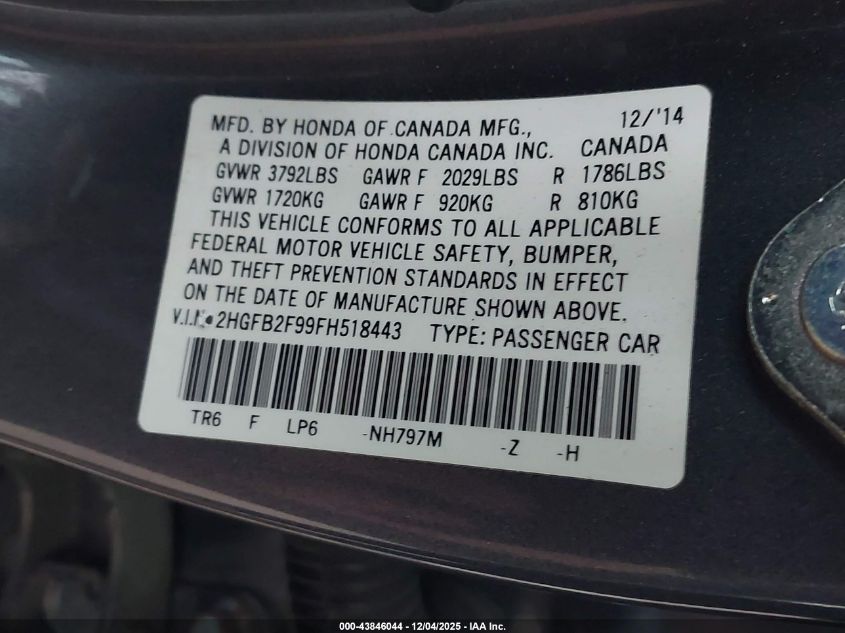 MFD. BY HONDA OF CANADA MFG., 12/'14
A DIVISION OF HONDA CANADA INC. CANADA
GVWR 3792LBS GAWR F 2029LBS R 1786LBS
GVWR 1720KG GAWR F 920KG R 810KG
THIS VEHICLE CONFORMS TO ALL APPLICABLE
FEDERAL MOTOR VEHICLE SAFETY, BUMPER,
AND THEFT PREVENTION STANDARDS IN EFFECT
ON THE DATE OF MANUFACTURE SHOWN ABOVE.
V.I.N. 2HGFB2F99FH518443 TYPE: PASSENGER CAR
TR6 F LP6 -NH797M -Z -H
000-43846044 - 12/04/2025 - IAA Inc.